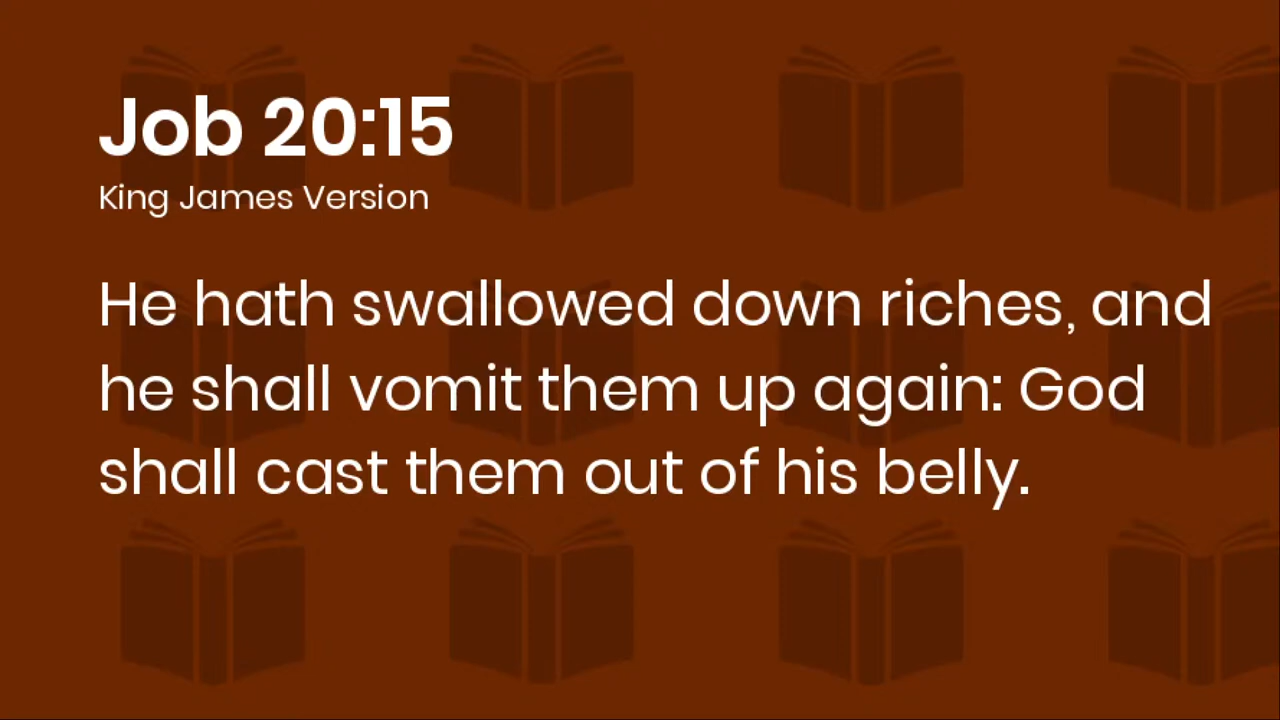 Job 20:15
King James Version
He hath swallowed down riches, and
he shall vomit them up again: God
shall cast them out of his belly.